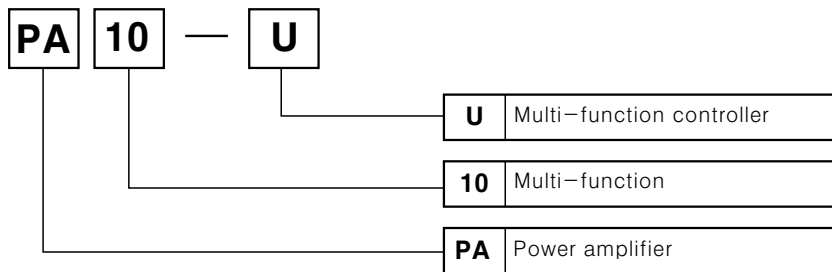 PA 10 — U
U Multi-function controller
10 Multi-function
PA Power amplifier